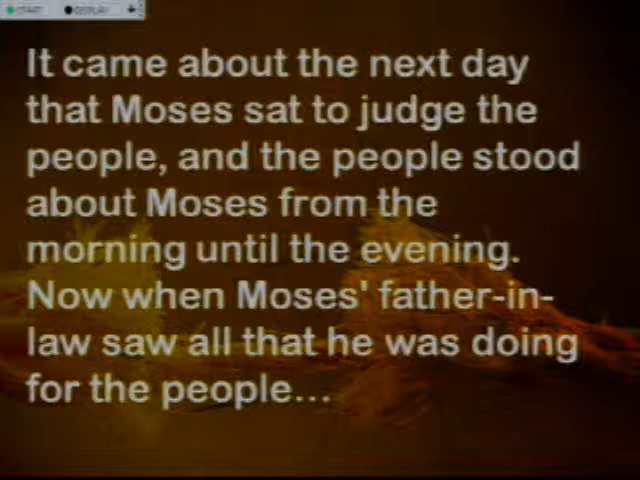 START DISPLAY
It came about the next day
that Moses sat to judge the
people, and the people stood
about Moses from the
morning until the evening.
Now when Moses' father-in-
law saw all that he was doing
for the people...